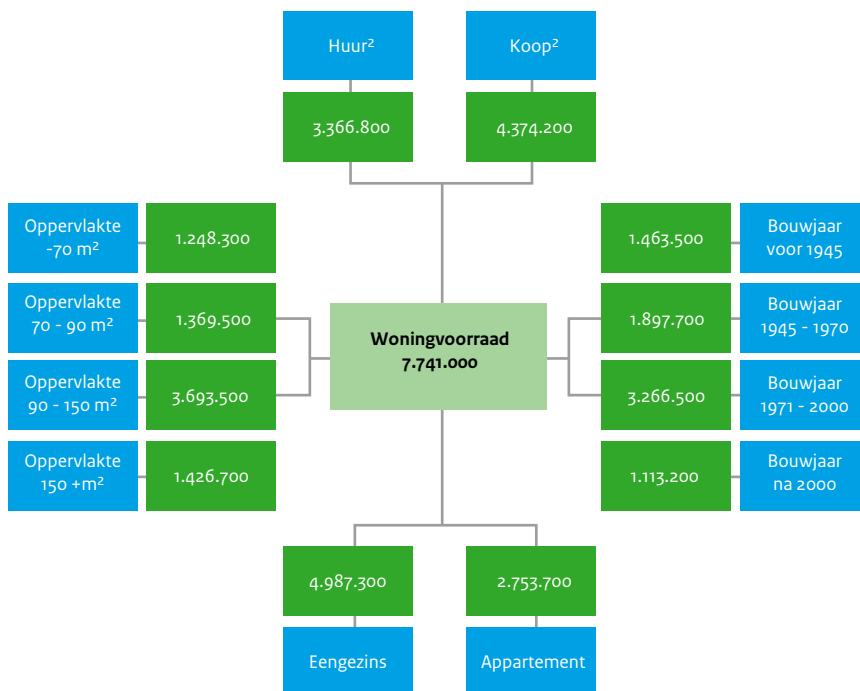 Huur²
Koop²
3.366.800
4.374.200
Oppervlakte
-70 m²
1.248.300
1.463.500
Bouwjaar
voor 1945
Oppervlakte
70 - 90 m²
1.369.500
Woningvoorraad
7.741.000
1.897.700
Bouwjaar
1945 - 1970
Oppervlakte
90 - 150 m²
3.693.500
3.266.500
Bouwjaar
1971 - 2000
Oppervlakte
150 +m²
1.426.700
1.113.200
Bouwjaar
na 2000
4.987.300
2.753.700
Eengezins
Appartement